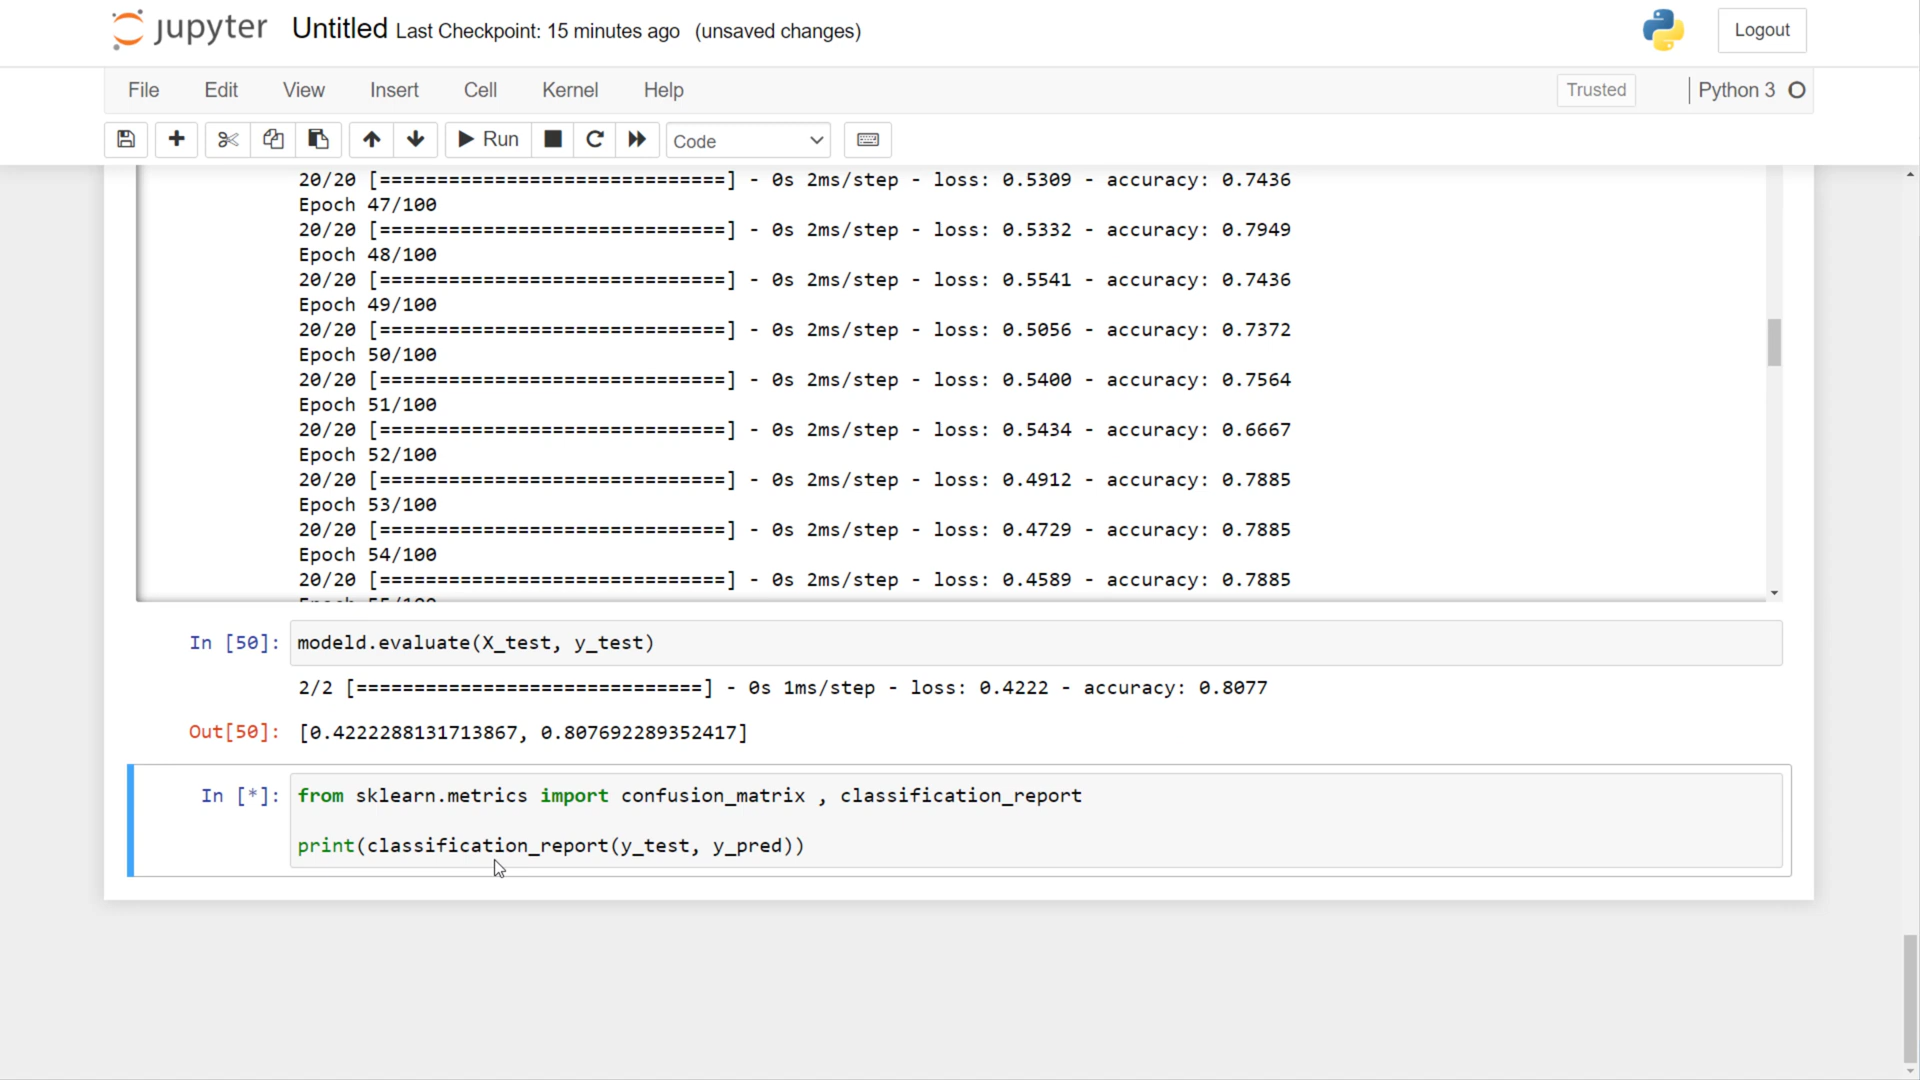 jupyter Untitled Last Checkpoint: 15 minutes ago (unsaved changes) Logout
File Edit View Insert Cell Kernel Help Trusted Python 3
Run Code
20/20 [==============================] - 0s 2ms/step - loss: 0.5309 - accuracy: 0.7436
Epoch 47/100
20/20 [==============================] - 0s 2ms/step - loss: 0.5332 - accuracy: 0.7949
Epoch 48/100
20/20 [==============================] - 0s 2ms/step - loss: 0.5541 - accuracy: 0.7436
Epoch 49/100
20/20 [==============================] - 0s 2ms/step - loss: 0.5056 - accuracy: 0.7372
Epoch 50/100
20/20 [==============================] - 0s 2ms/step - loss: 0.5400 - accuracy: 0.7564
Epoch 51/100
20/20 [==============================] - 0s 2ms/step - loss: 0.5434 - accuracy: 0.6667
Epoch 52/100
20/20 [==============================] - 0s 2ms/step - loss: 0.4912 - accuracy: 0.7885
Epoch 53/100
20/20 [==============================] - 0s 2ms/step - loss: 0.4729 - accuracy: 0.7885
Epoch 54/100
20/20 [==============================] - 0s 2ms/step - loss: 0.4589 - accuracy: 0.7885
In [50]: modeld.evaluate(X_test, y_test)
2/2 [==============================] - 0s 1ms/step - loss: 0.4222 - accuracy: 0.8077
Out[50]: [0.4222288131713867, 0.807692289352417]
In [*]: from sklearn.metrics import confusion_matrix , classification_report
print(classification_report(y_test, y_pred))